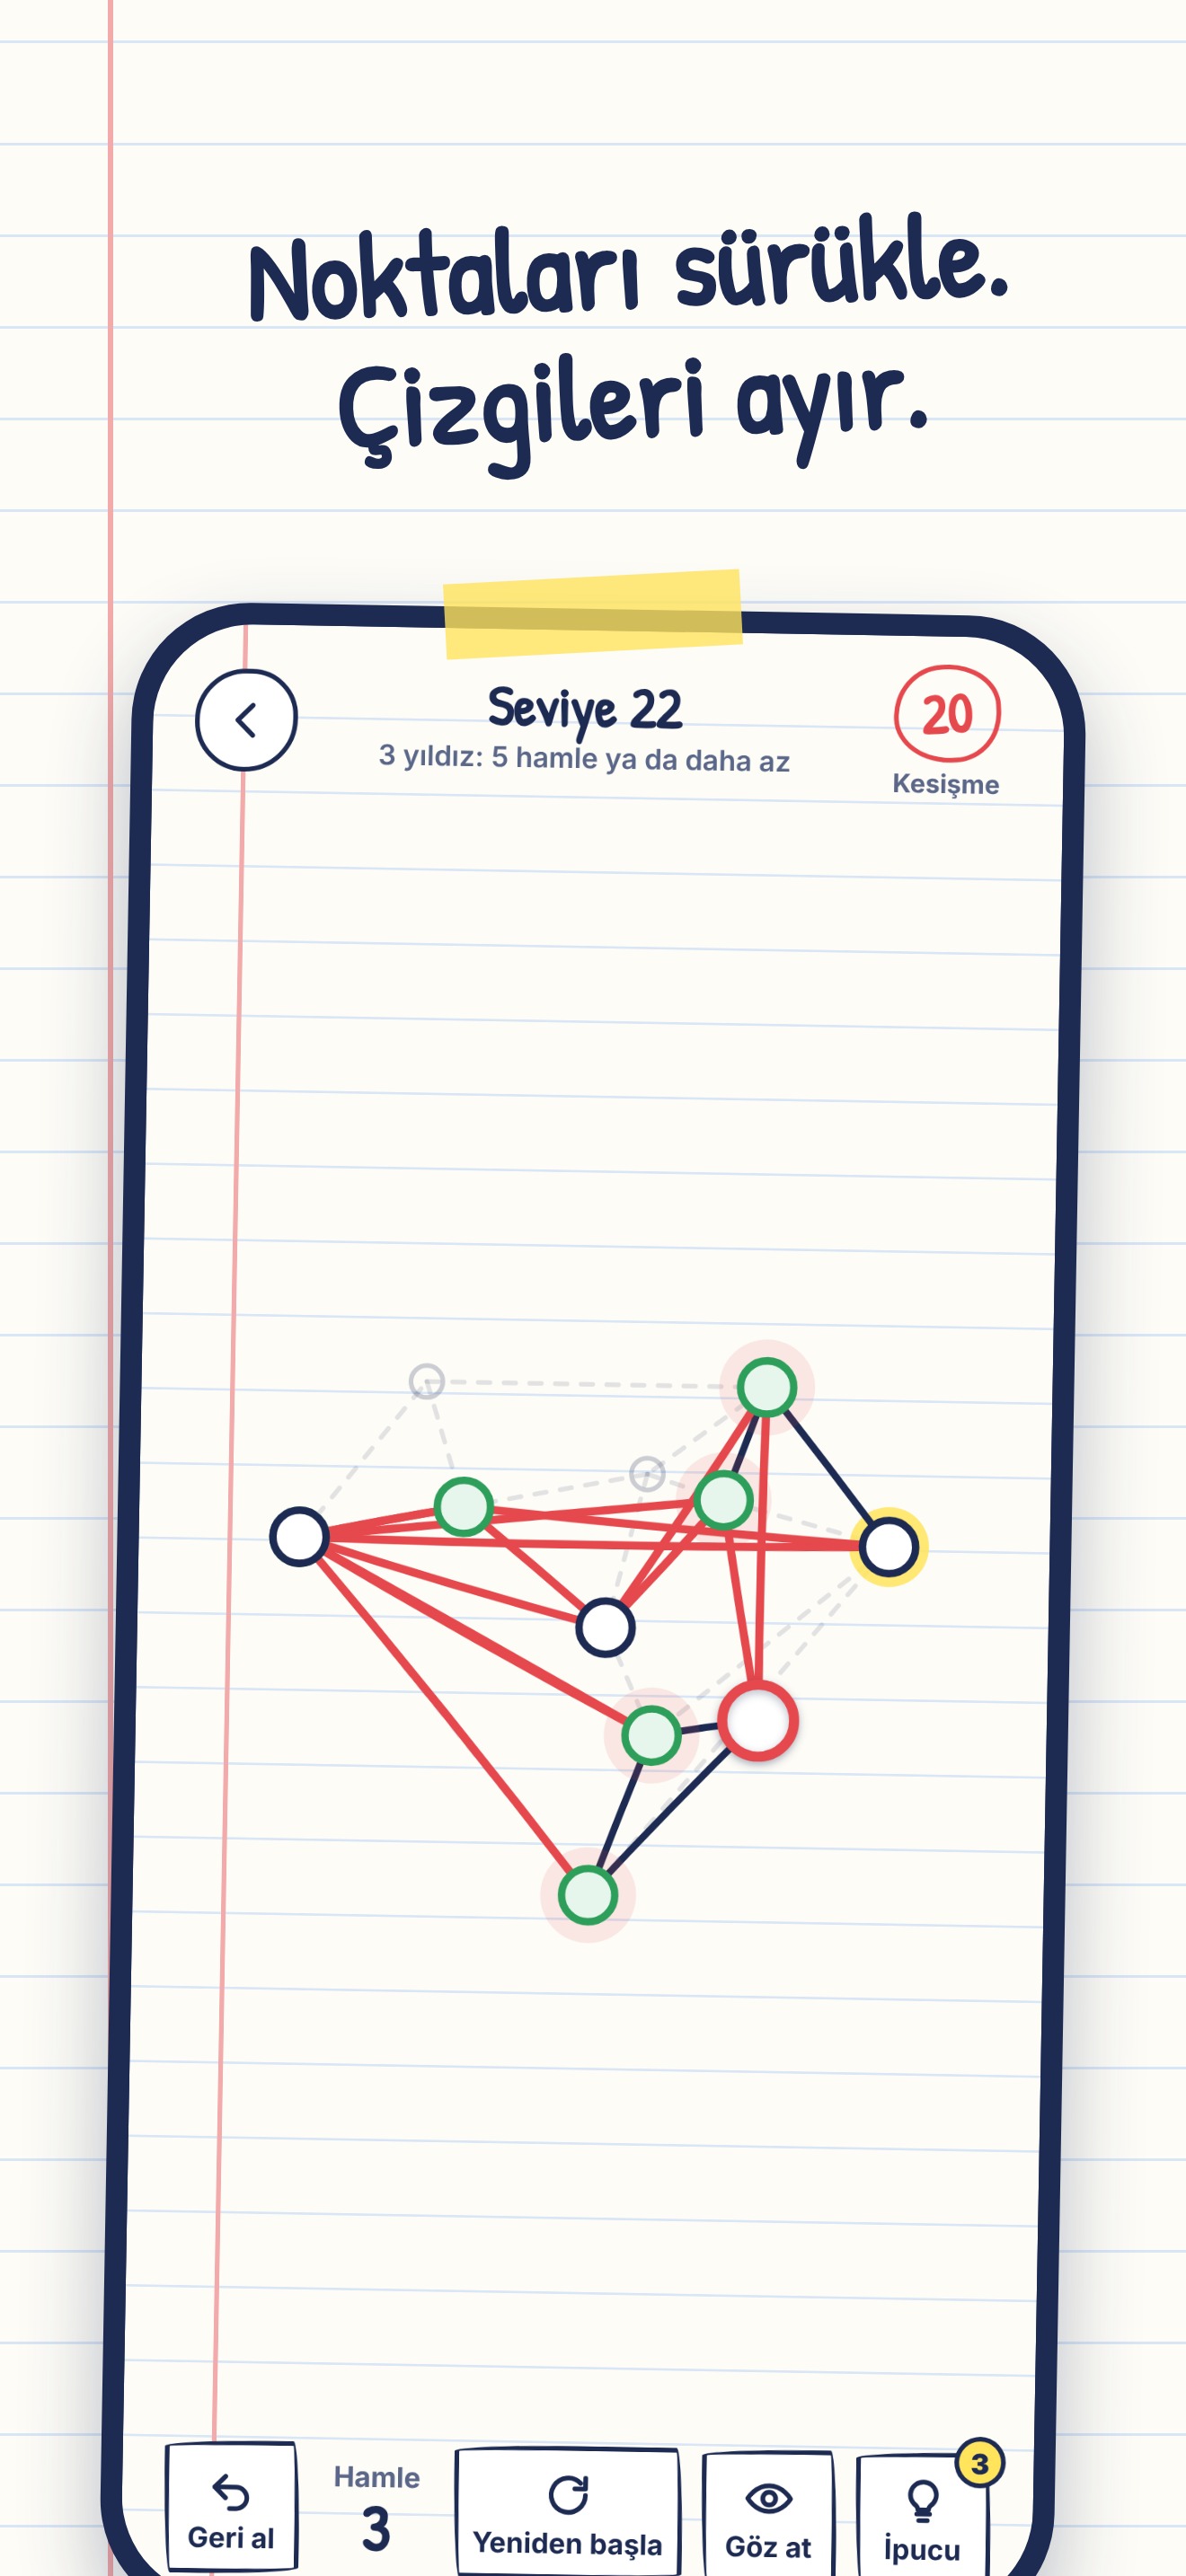 Noktaları sürükle.
Çizgileri ayır.
Seviye 22
3 yıldız: 5 hamle ya da daha az
20
Kesişme
Geri al
Hamle
3
Yeniden başla
Göz at
3
İpucu